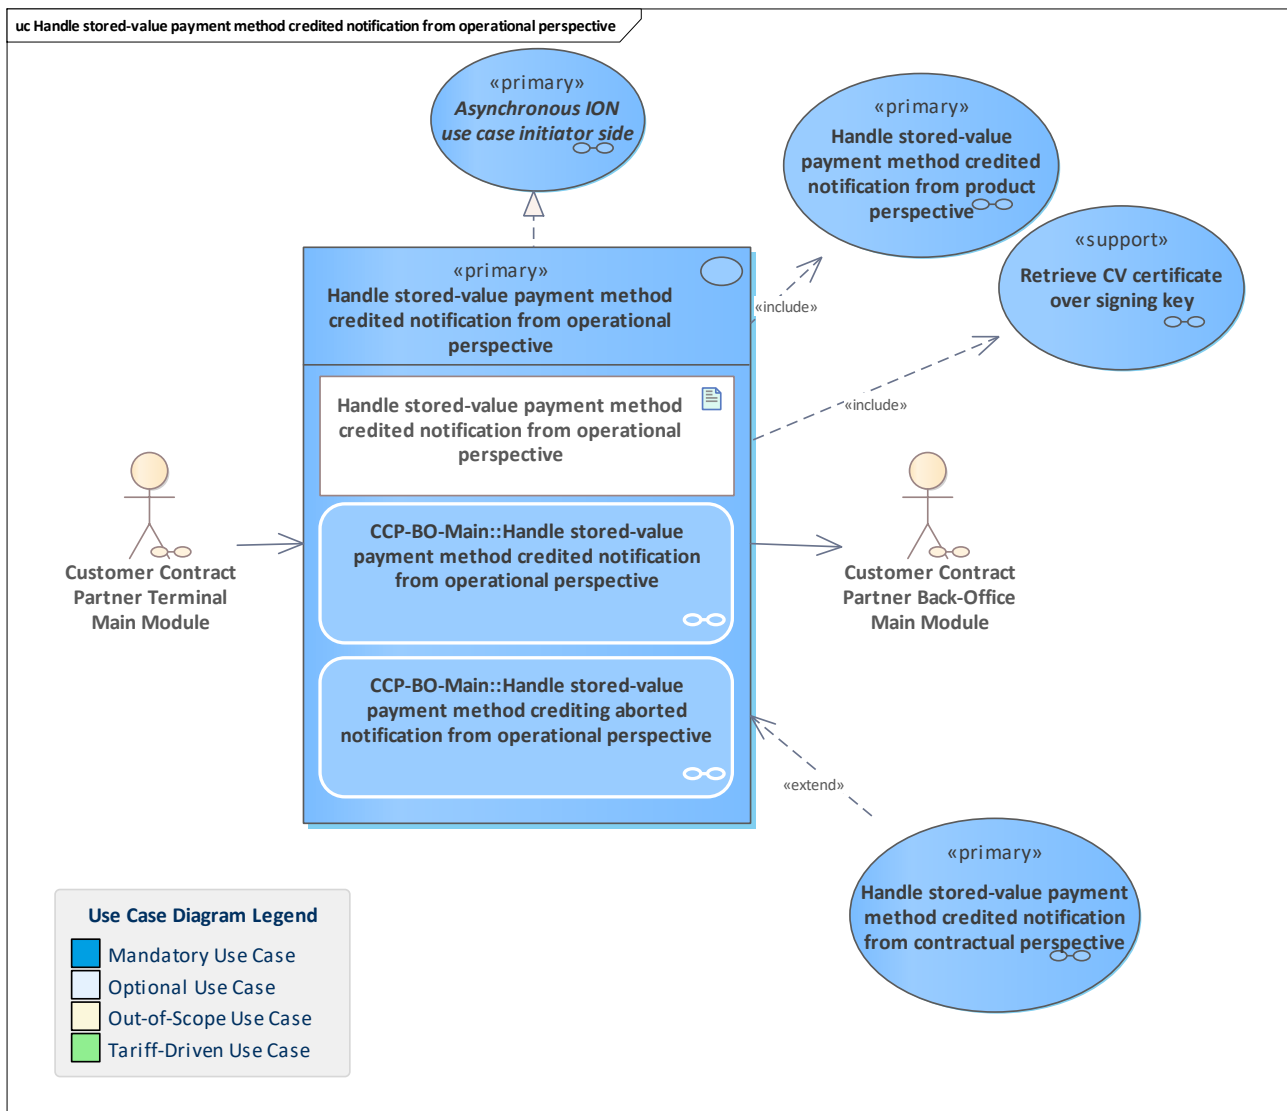 uc Handle stored-value payment method credited notification from operational perspective
«primary»
Asynchronous ION
use case initiator side
«primary»
Handle stored-value
payment method credited
notification from product
perspective
«support»
Retrieve CV certificate
over signing key
«primary»
Handle stored-value payment method
credited notification from operational
perspective
«include»
«include»
Handle stored-value payment method
credited notification from operational
perspective
Customer Contract
Partner Terminal
Main Module
CCP-BO-Main::Handle stored-value
payment method credited notification
from operational perspective
Customer Contract
Partner Back-Office
Main Module
CCP-BO-Main::Handle stored-value
payment method crediting aborted
notification from operational perspective
«extend»
«primary»
Handle stored-value payment
method credited notification
from contractual perspective
Use Case Diagram Legend
Mandatory Use Case
Optional Use Case
Out-of-Scope Use Case
Tariff-Driven Use Case